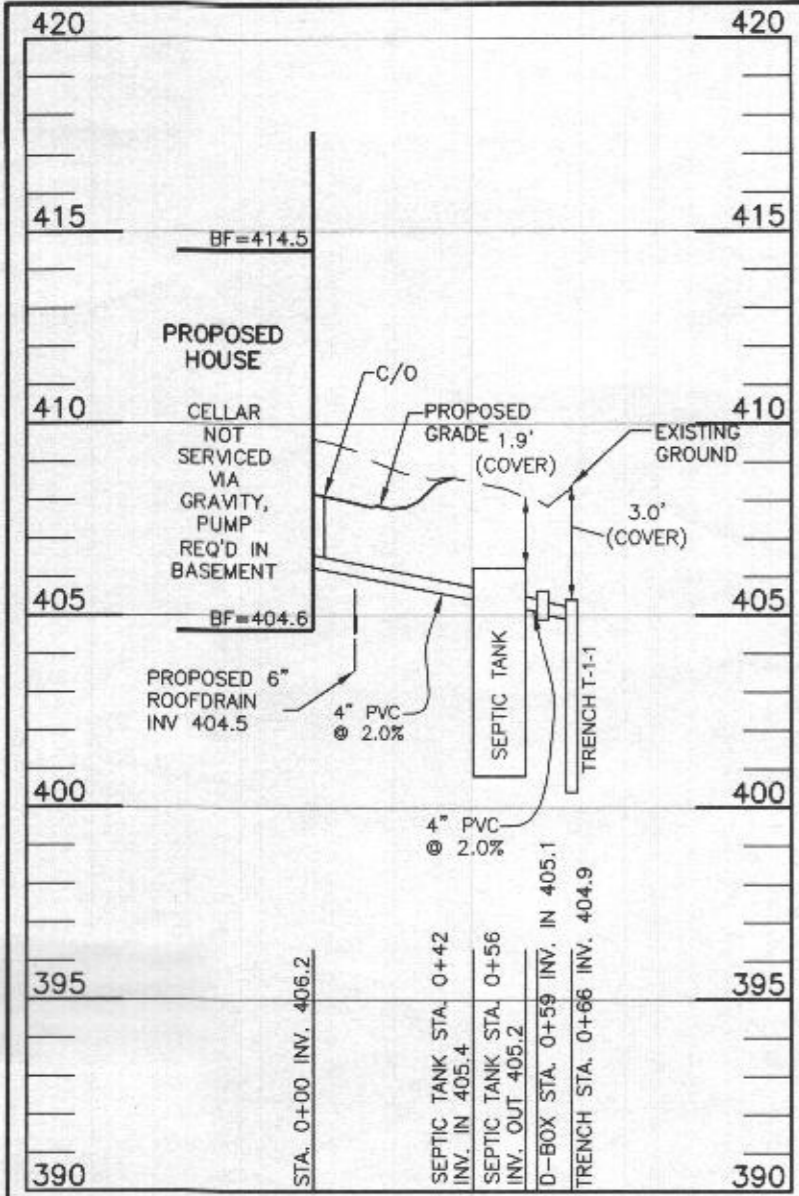 420
420
415
415
BF=414.5
PROPOSED
HOUSE
C/O
410
410
CELLAR
NOT
SERVICED
VIA
GRAVITY,
PUMP
REQ'D IN
BASEMENT
PROPOSED
GRADE
1.9'
(COVER)
EXISTING
GROUND
3.0'
(COVER)
405
405
BF=404.6
PROPOSED 6"
ROOFDRAIN
INV 404.5
4" PVC
@ 2.0%
SEPTIC TANK
TRENCH T-1-1
400
400
4" PVC
@ 2.0%
395
395
STA. 0+00 INV. 406.2
SEPTIC TANK STA. 0+42
INV. IN 405.4
SEPTIC TANK STA. 0+56
INV. OUT 405.2
D-BOX STA. 0+59 INV. IN 405.1
TRENCH STA. 0+66 INV. 404.9
390
390